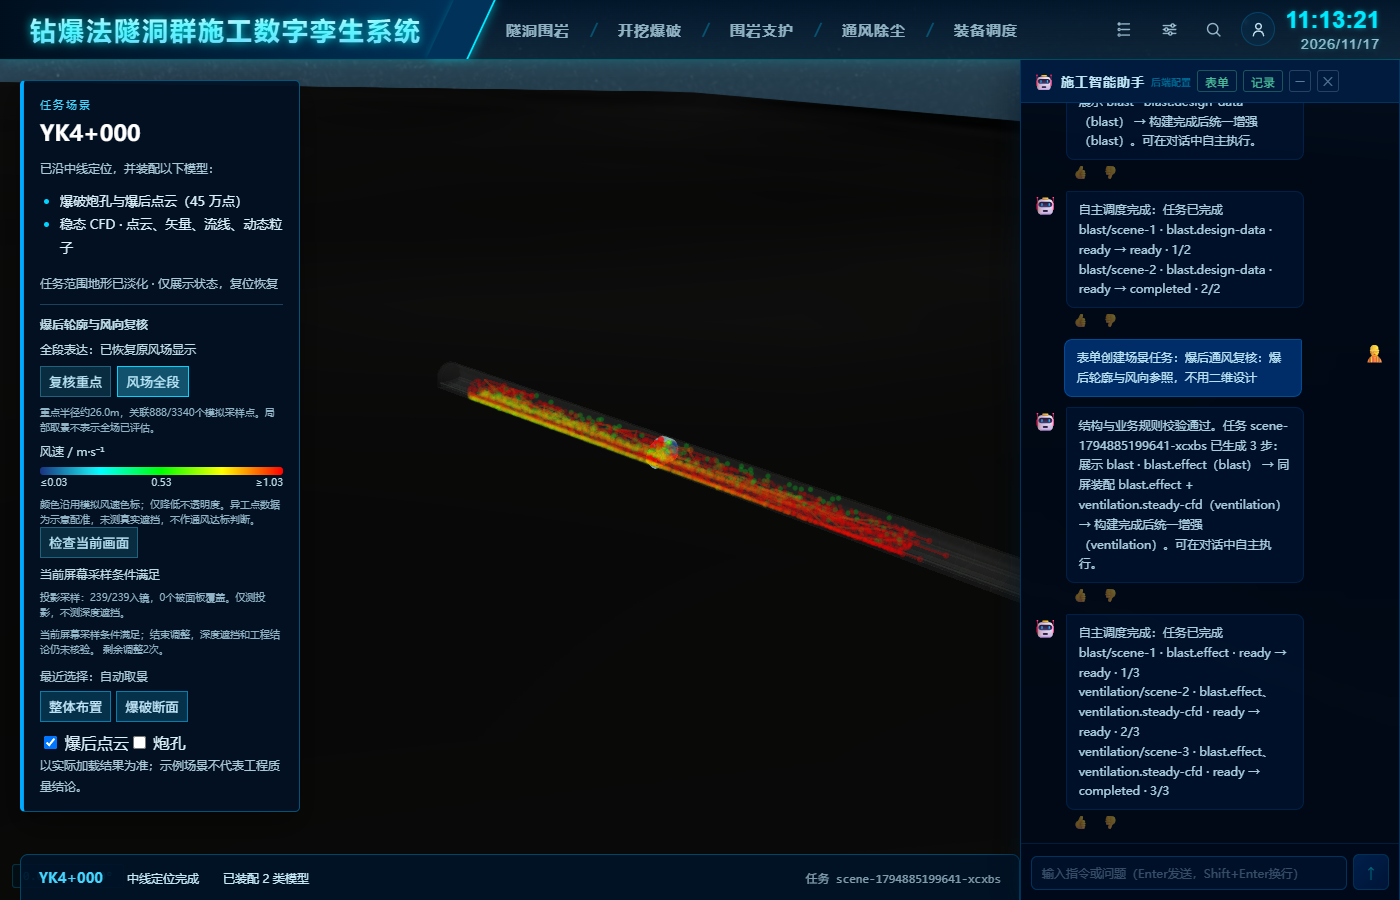 钻爆法隧洞群施工数字孪生系统
隧洞围岩 / 开挖爆破 / 围岩支护 / 通风除尘 / 装备调度
11:13:21
2026/11/17
任务场景
YK4+000
已沿中线定位，并装配以下模型：
爆破炮孔与爆后点云（45 万点）
稳态 CFD · 点云、矢量、流线、动态粒
子
任务范围地形已淡化 · 仅展示状态，复位恢复
爆后轮廓与风向复核
全段表达：已恢复原风场显示
复核重点 风场全段
重点半径约26.0m，关联888/3340个模拟采样点。局
部取景不表示全场已评估。
风速 / m·s⁻¹
≤0.03 0.53 ≥1.03
颜色沿用模拟风速色标；仅降低不透明度。异工点数据
为示意配准，未测真实遮挡，不作通风达标判断。
检查当前画面
当前屏幕采样条件满足
投影采样：239/239入镜，0个被面板覆盖。仅测投
影，不测深度遮挡。
当前屏幕采样条件满足；结束调整，深度遮挡和工程结
论仍未核验。 剩余调整2次。
最近选择：自动取景
整体布置 爆破断面
爆后点云 炮孔
以实际加载结果为准；示例场景不代表工程质
量结论。
YK4+000 中线定位完成 已装配 2 类模型 任务 scene-1794885199641-xcxbs
施工智能助手 后端配置 表单 记录
展示 blast · blast.design-data
（blast） → 构建完成后统一增强
（blast）。可在对话中自主执行。
自主调度完成：任务已完成
blast/scene-1 · blast.design-data ·
ready → ready · 1/2
blast/scene-2 · blast.design-data ·
ready → completed · 2/2
表单创建场景任务：爆后通风复核：爆
后轮廓与风向参照，不用二维设计
结构与业务规则校验通过。任务 scene-
1794885199641-xcxbs 已生成 3 步：
展示 blast · blast.effect（blast） → 同
屏装配 blast.effect +
ventilation.steady-cfd（ventilation）
→ 构建完成后统一增强
（ventilation）。可在对话中自主执
行。
自主调度完成：任务已完成
blast/scene-1 · blast.effect · ready →
ready · 1/3
ventilation/scene-2 · blast.effect、
ventilation.steady-cfd · ready →
ready · 2/3
ventilation/scene-3 · blast.effect、
ventilation.steady-cfd · ready →
completed · 3/3
输入指令或问题（Enter发送，Shift+Enter换行）